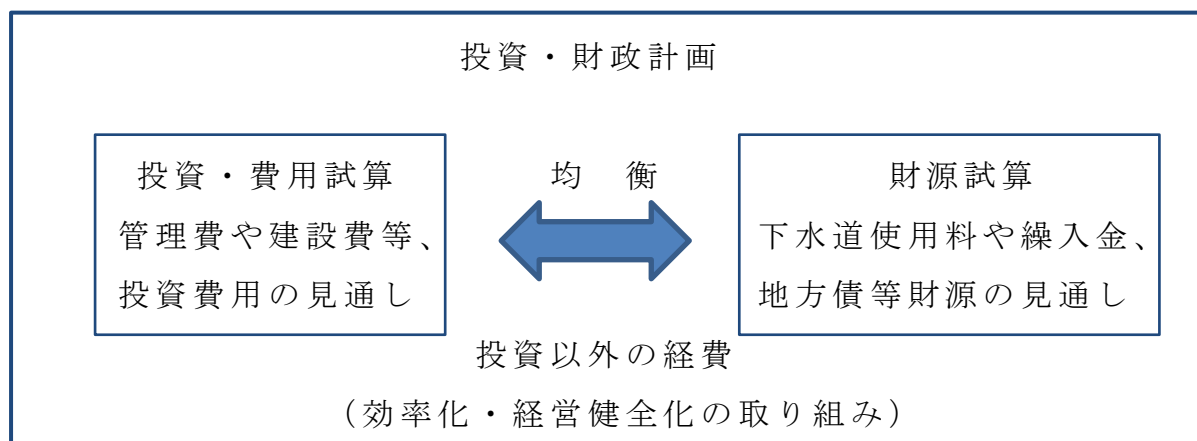 投資・財政計画
投資・費用試算
管理費や建設費等、
投資費用の見通し
均　衡
財源試算
下水道使用料や繰入金、
地方債等財源の見通し
投資以外の経費
（効率化・経営健全化の取り組み）